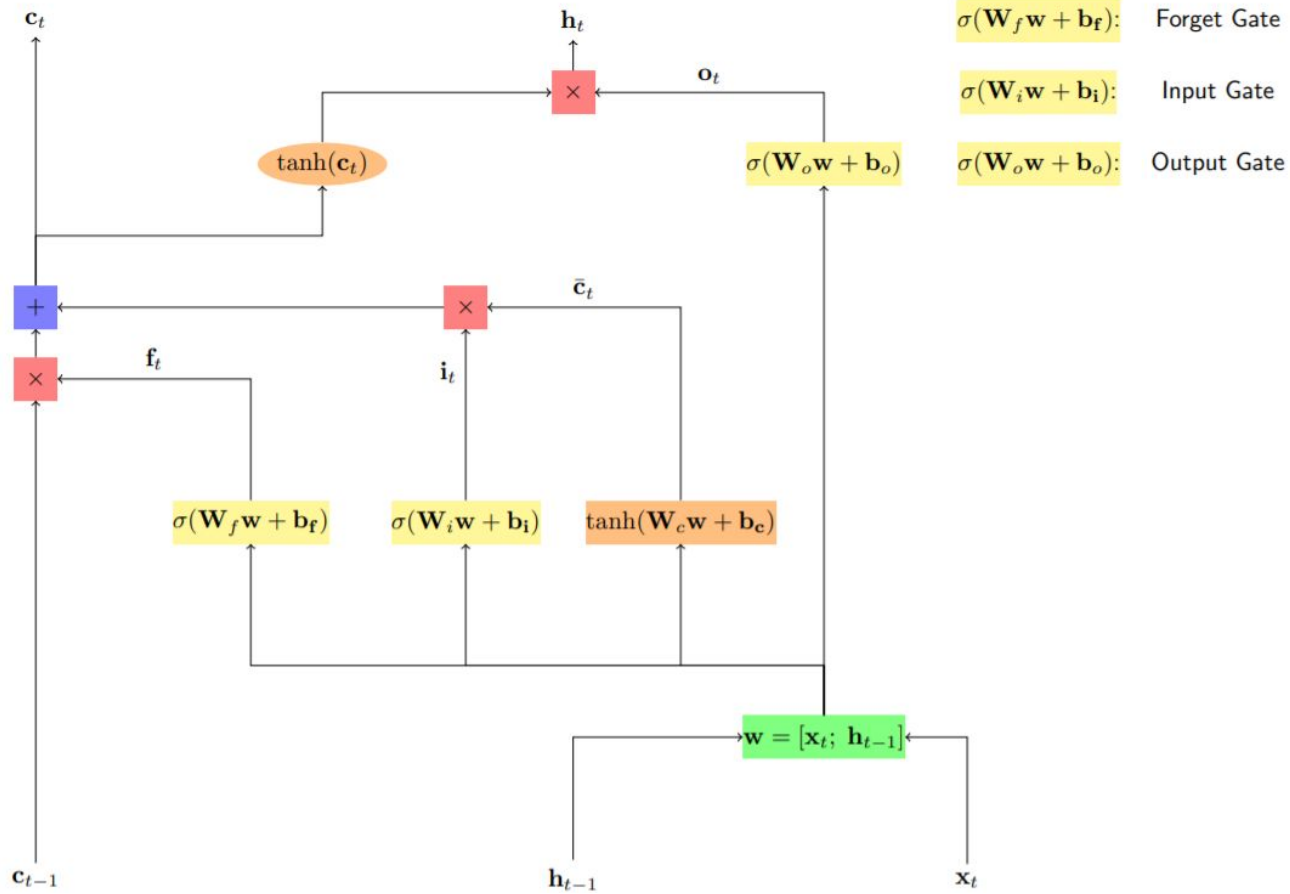 c_t
h_t
σ(W_f w + b_f): Forget Gate
o_t
×
σ(W_i w + b_i): Input Gate
tanh(c_t)
σ(W_o w + b_o)
σ(W_o w + b_o): Output Gate
c̄_t
+
×
f_t
i_t
×
σ(W_f w + b_f)
σ(W_i w + b_i)
tanh(W_c w + b_c)
w = [x_t; h_{t−1}]
c_{t−1}
h_{t−1}
x_t